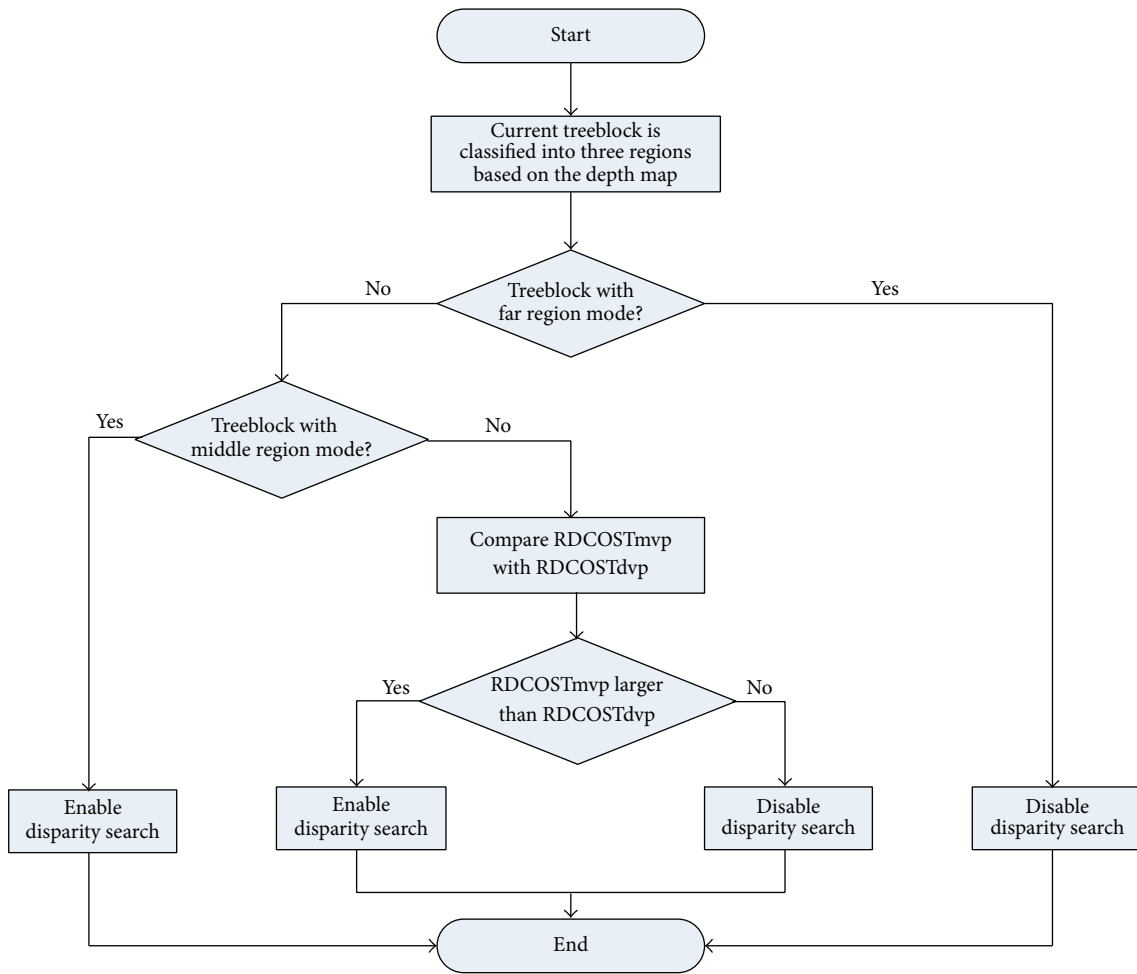 Start
Current treeblock is
classified into three regions
based on the depth map
Treeblock with
far region mode?
No
Yes
Treeblock with
middle region mode?
Yes
No
Compare RDCOSTmvp
with RDCOSTdvp
RDCOSTmvp larger
than RDCOSTdvp
Yes
No
Enable
disparity search
Enable
disparity search
Disable
disparity search
Disable
disparity search
End